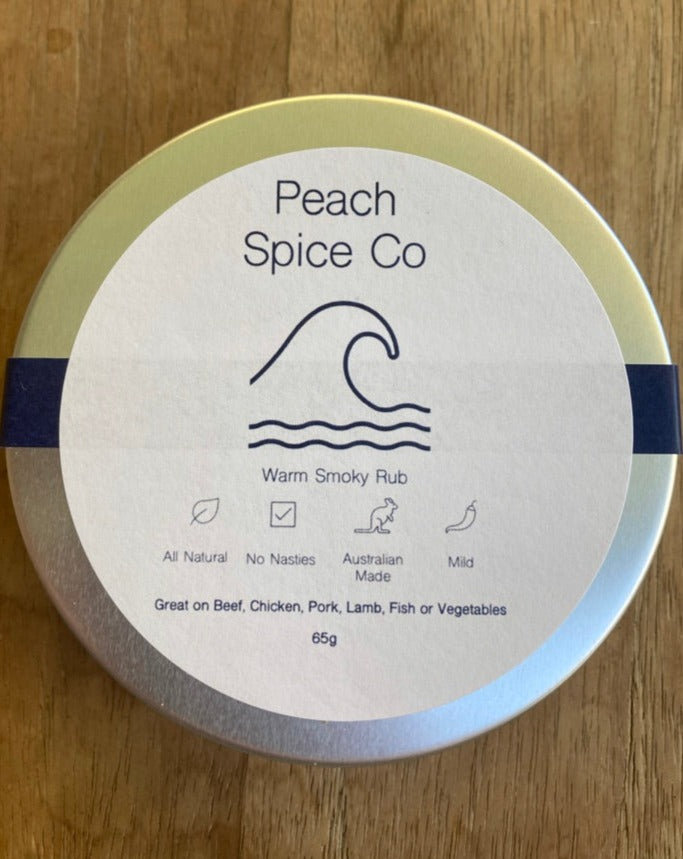 Peach
Spice Co
Warm Smoky Rub
All Natural
No Nasties
Australian
Made
Mild
Great on Beef, Chicken, Pork, Lamb, Fish or Vegetables
65g